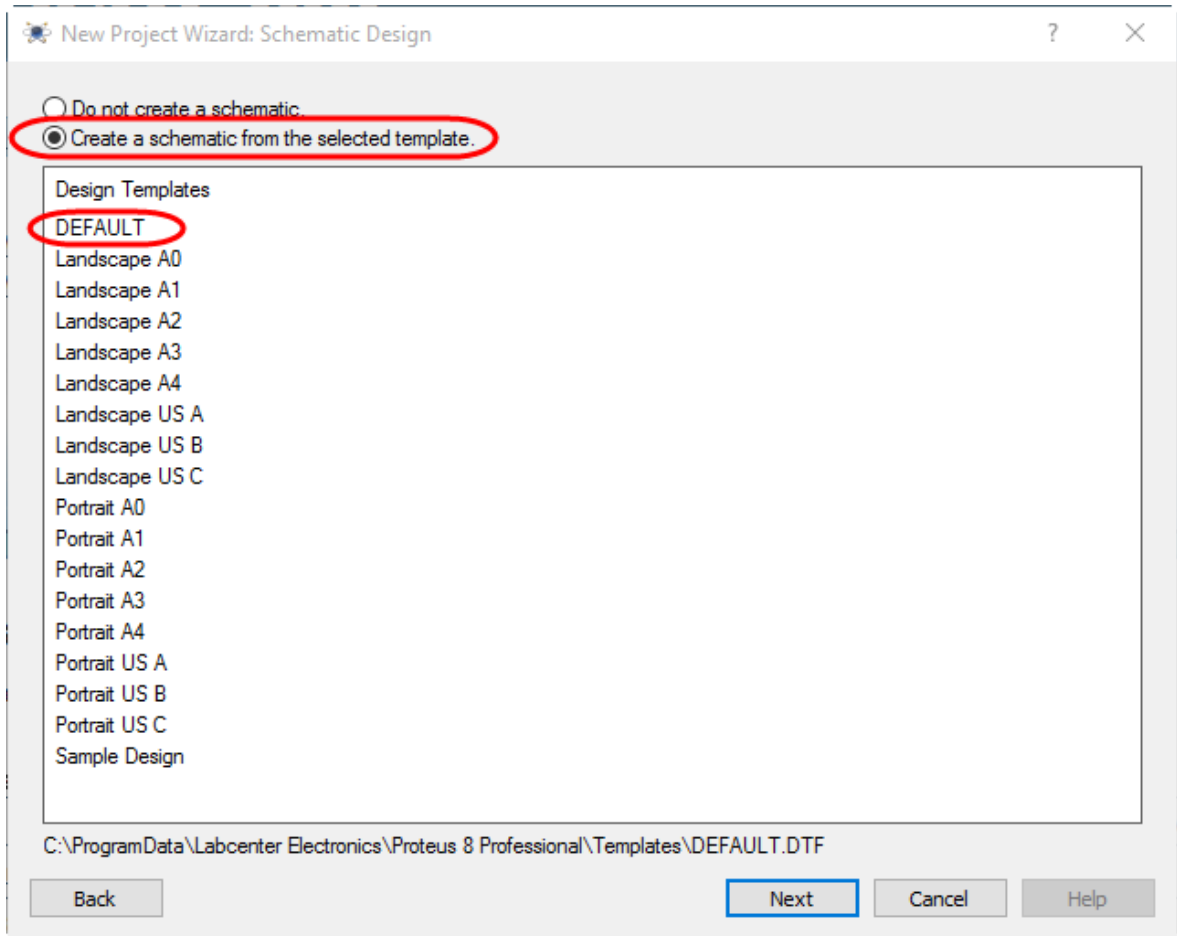 New Project Wizard: Schematic Design ?
Do not create a schematic.
Create a schematic from the selected template.
Design Templates
DEFAULT
Landscape A0
Landscape A1
Landscape A2
Landscape A3
Landscape A4
Landscape US A
Landscape US B
Landscape US C
Portrait A0
Portrait A1
Portrait A2
Portrait A3
Portrait A4
Portrait US A
Portrait US B
Portrait US C
Sample Design
C:\ProgramData\Labcenter Electronics\Proteus 8 Professional\Templates\DEFAULT.DTF
Back Next Cancel Help